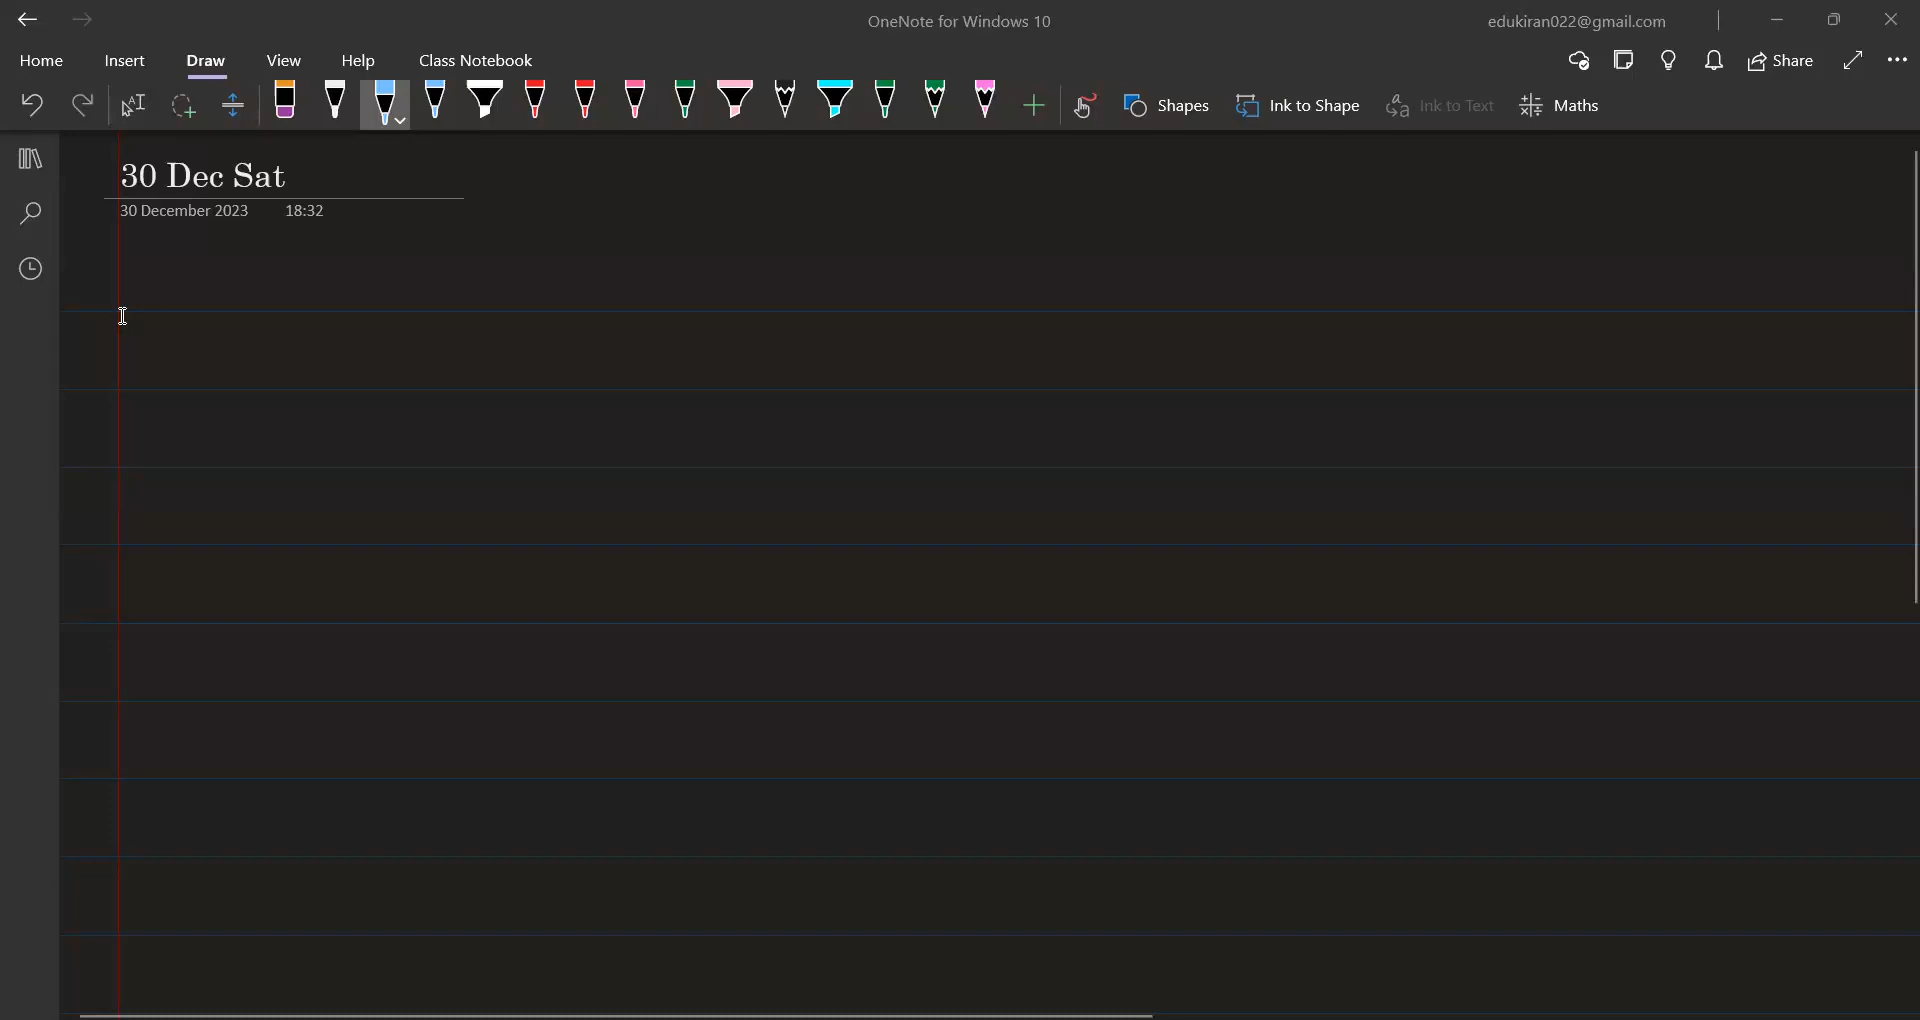 OneNote for Windows 10 edukiran022@gmail.com
Home Insert Draw View Help Class Notebook Share
Shapes Ink to Shape Ink to Text Maths
30 Dec Sat
30 December 2023 18:32